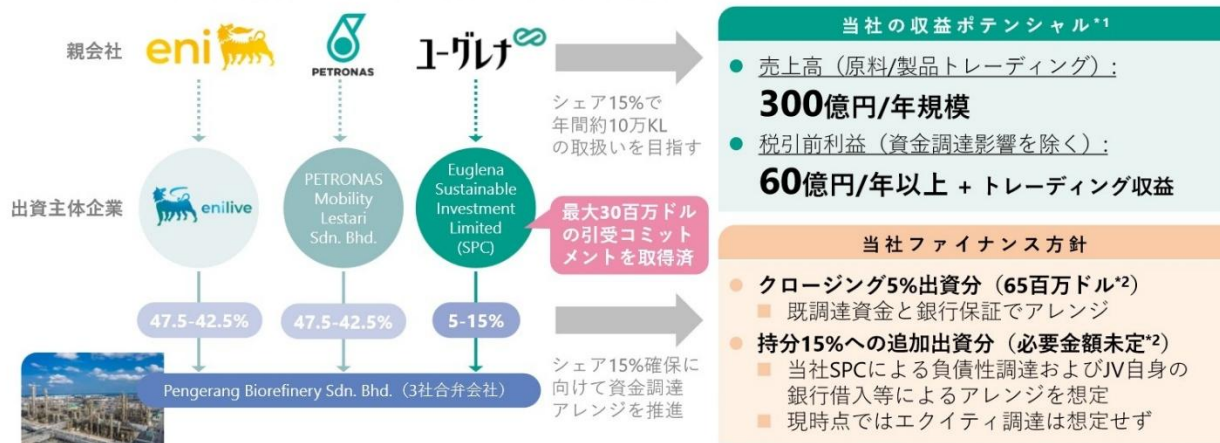 親会社
eni
PETRONAS
ユーグレナ
シェア15%で
年間約10万KL
の取扱いを目指す
出資主体企業
enilive
PETRONAS
Mobility
Lestari
Sdn. Bhd.
Euglena
Sustainable
Investment
Limited
(SPC)
最大30百万ドル
の引受コミット
メントを取得済
47.5-42.5%
47.5-42.5%
5-15%
Pengerang Biorefinery Sdn. Bhd.（3社合弁会社）
シェア15%確保に
向けて資金調達
アレンジを推進
当社の収益ポテンシャル*1
● 売上高（原料/製品トレーディング）:
300億円/年規模
● 税引前利益（資金調達影響を除く）:
60億円/年以上 + トレーディング収益
当社ファイナンス方針
● クロージング5%出資分（65百万ドル*2）
■ 既調達資金と銀行保証でアレンジ
● 持分15%への追加出資分（必要金額未定*2）
■ 当社SPCによる負債性調達およびJV自身の
銀行借入等によるアレンジを想定
■ 現時点ではエクイティ調達は想定せず